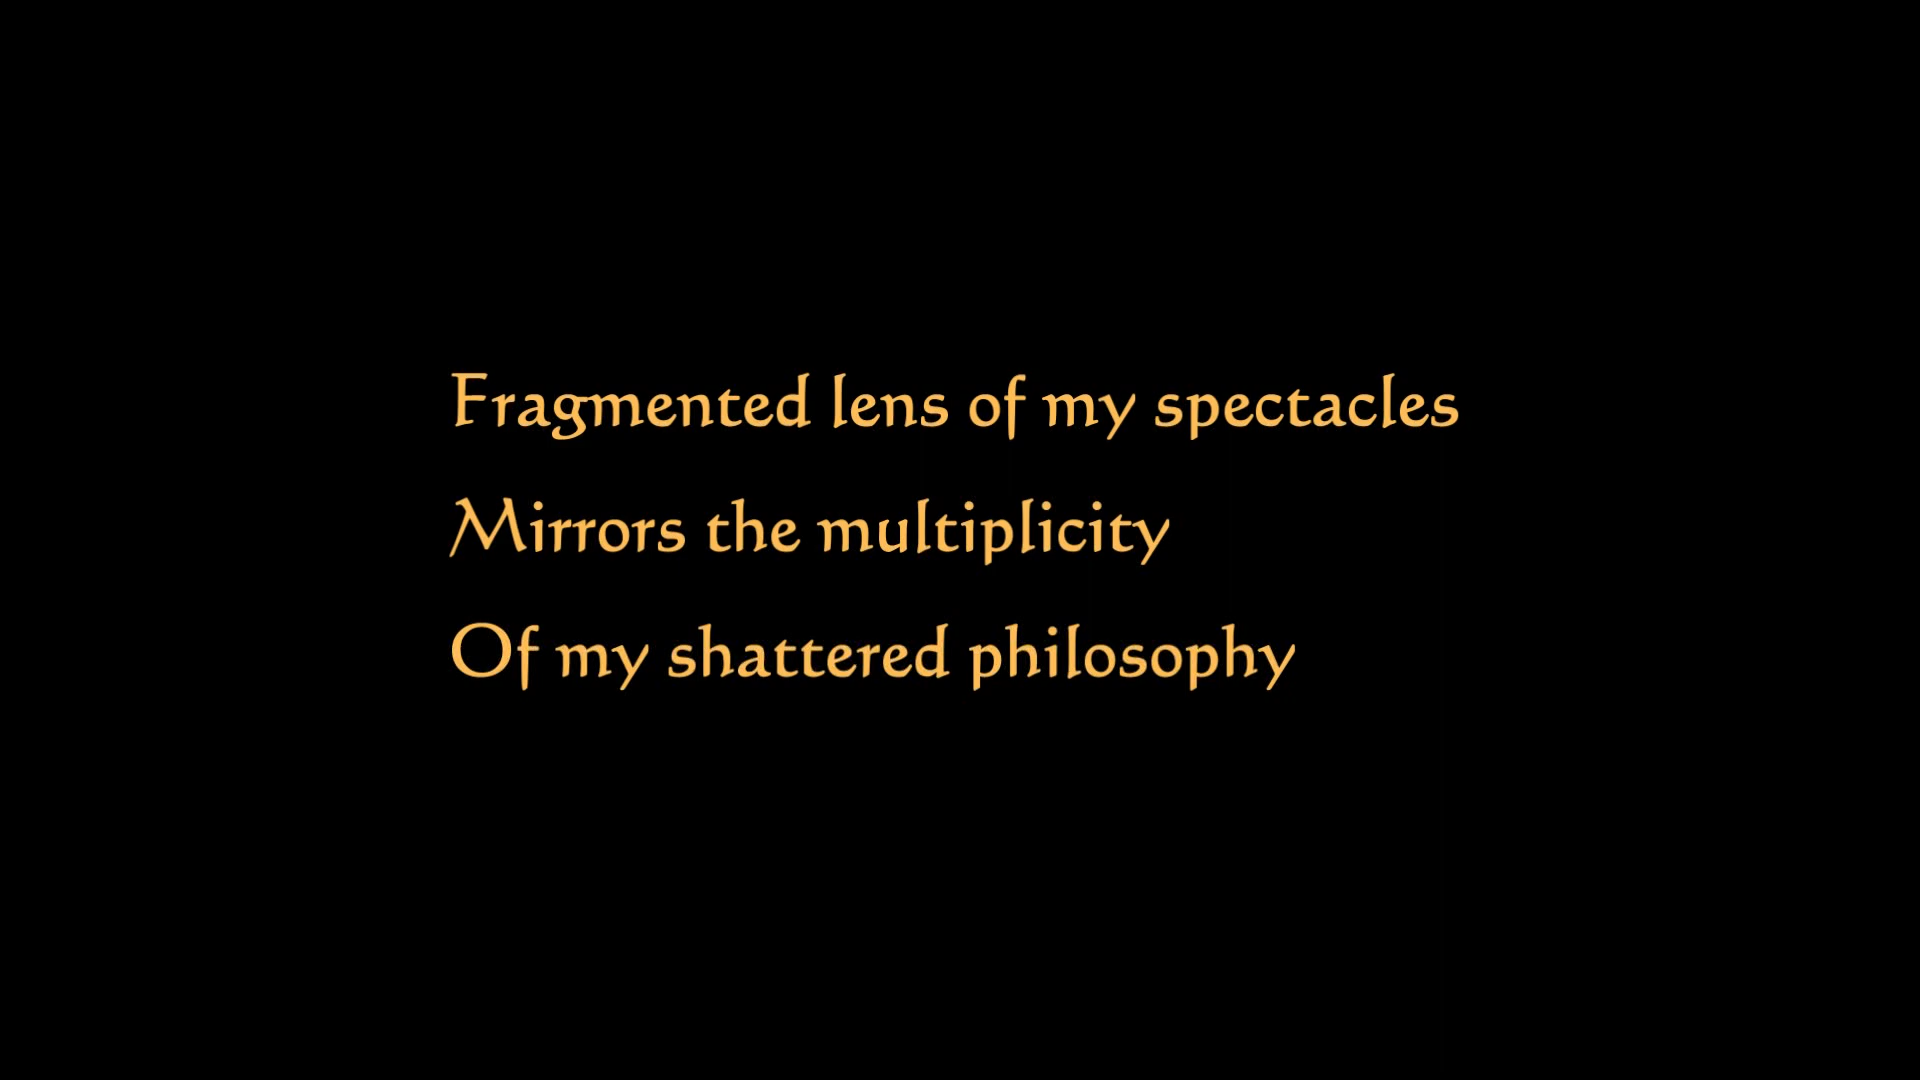 Fragmented lens of my spectacles
Mirrors the multiplicity
Of my shattered philosophy